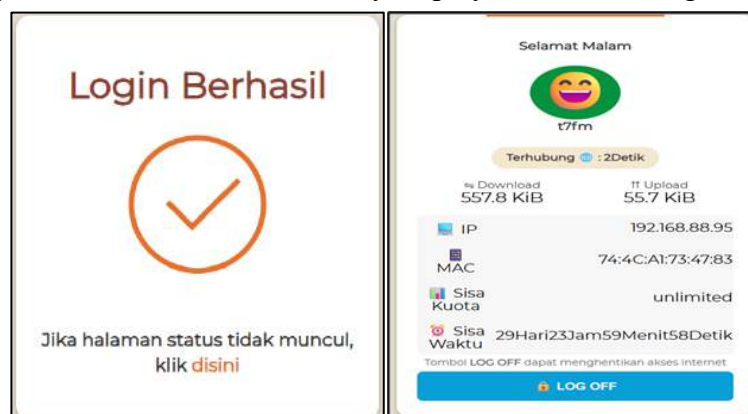 Login Berhasil
Jika halaman status tidak muncul,
klik disini
Selamat Malam
t7fm
Terhubung 🌐 : 2Detik
⇋ Download
557.8 KiB
⇈ Upload
55.7 KiB
IP 192.168.88.95
MAC 74:4C:A1:73:47:83
Sisa Kuota unlimited
Sisa Waktu 29Hari23Jam59Menit58Detik
Tombol LOG OFF dapat menghentikan akses internet
LOG OFF